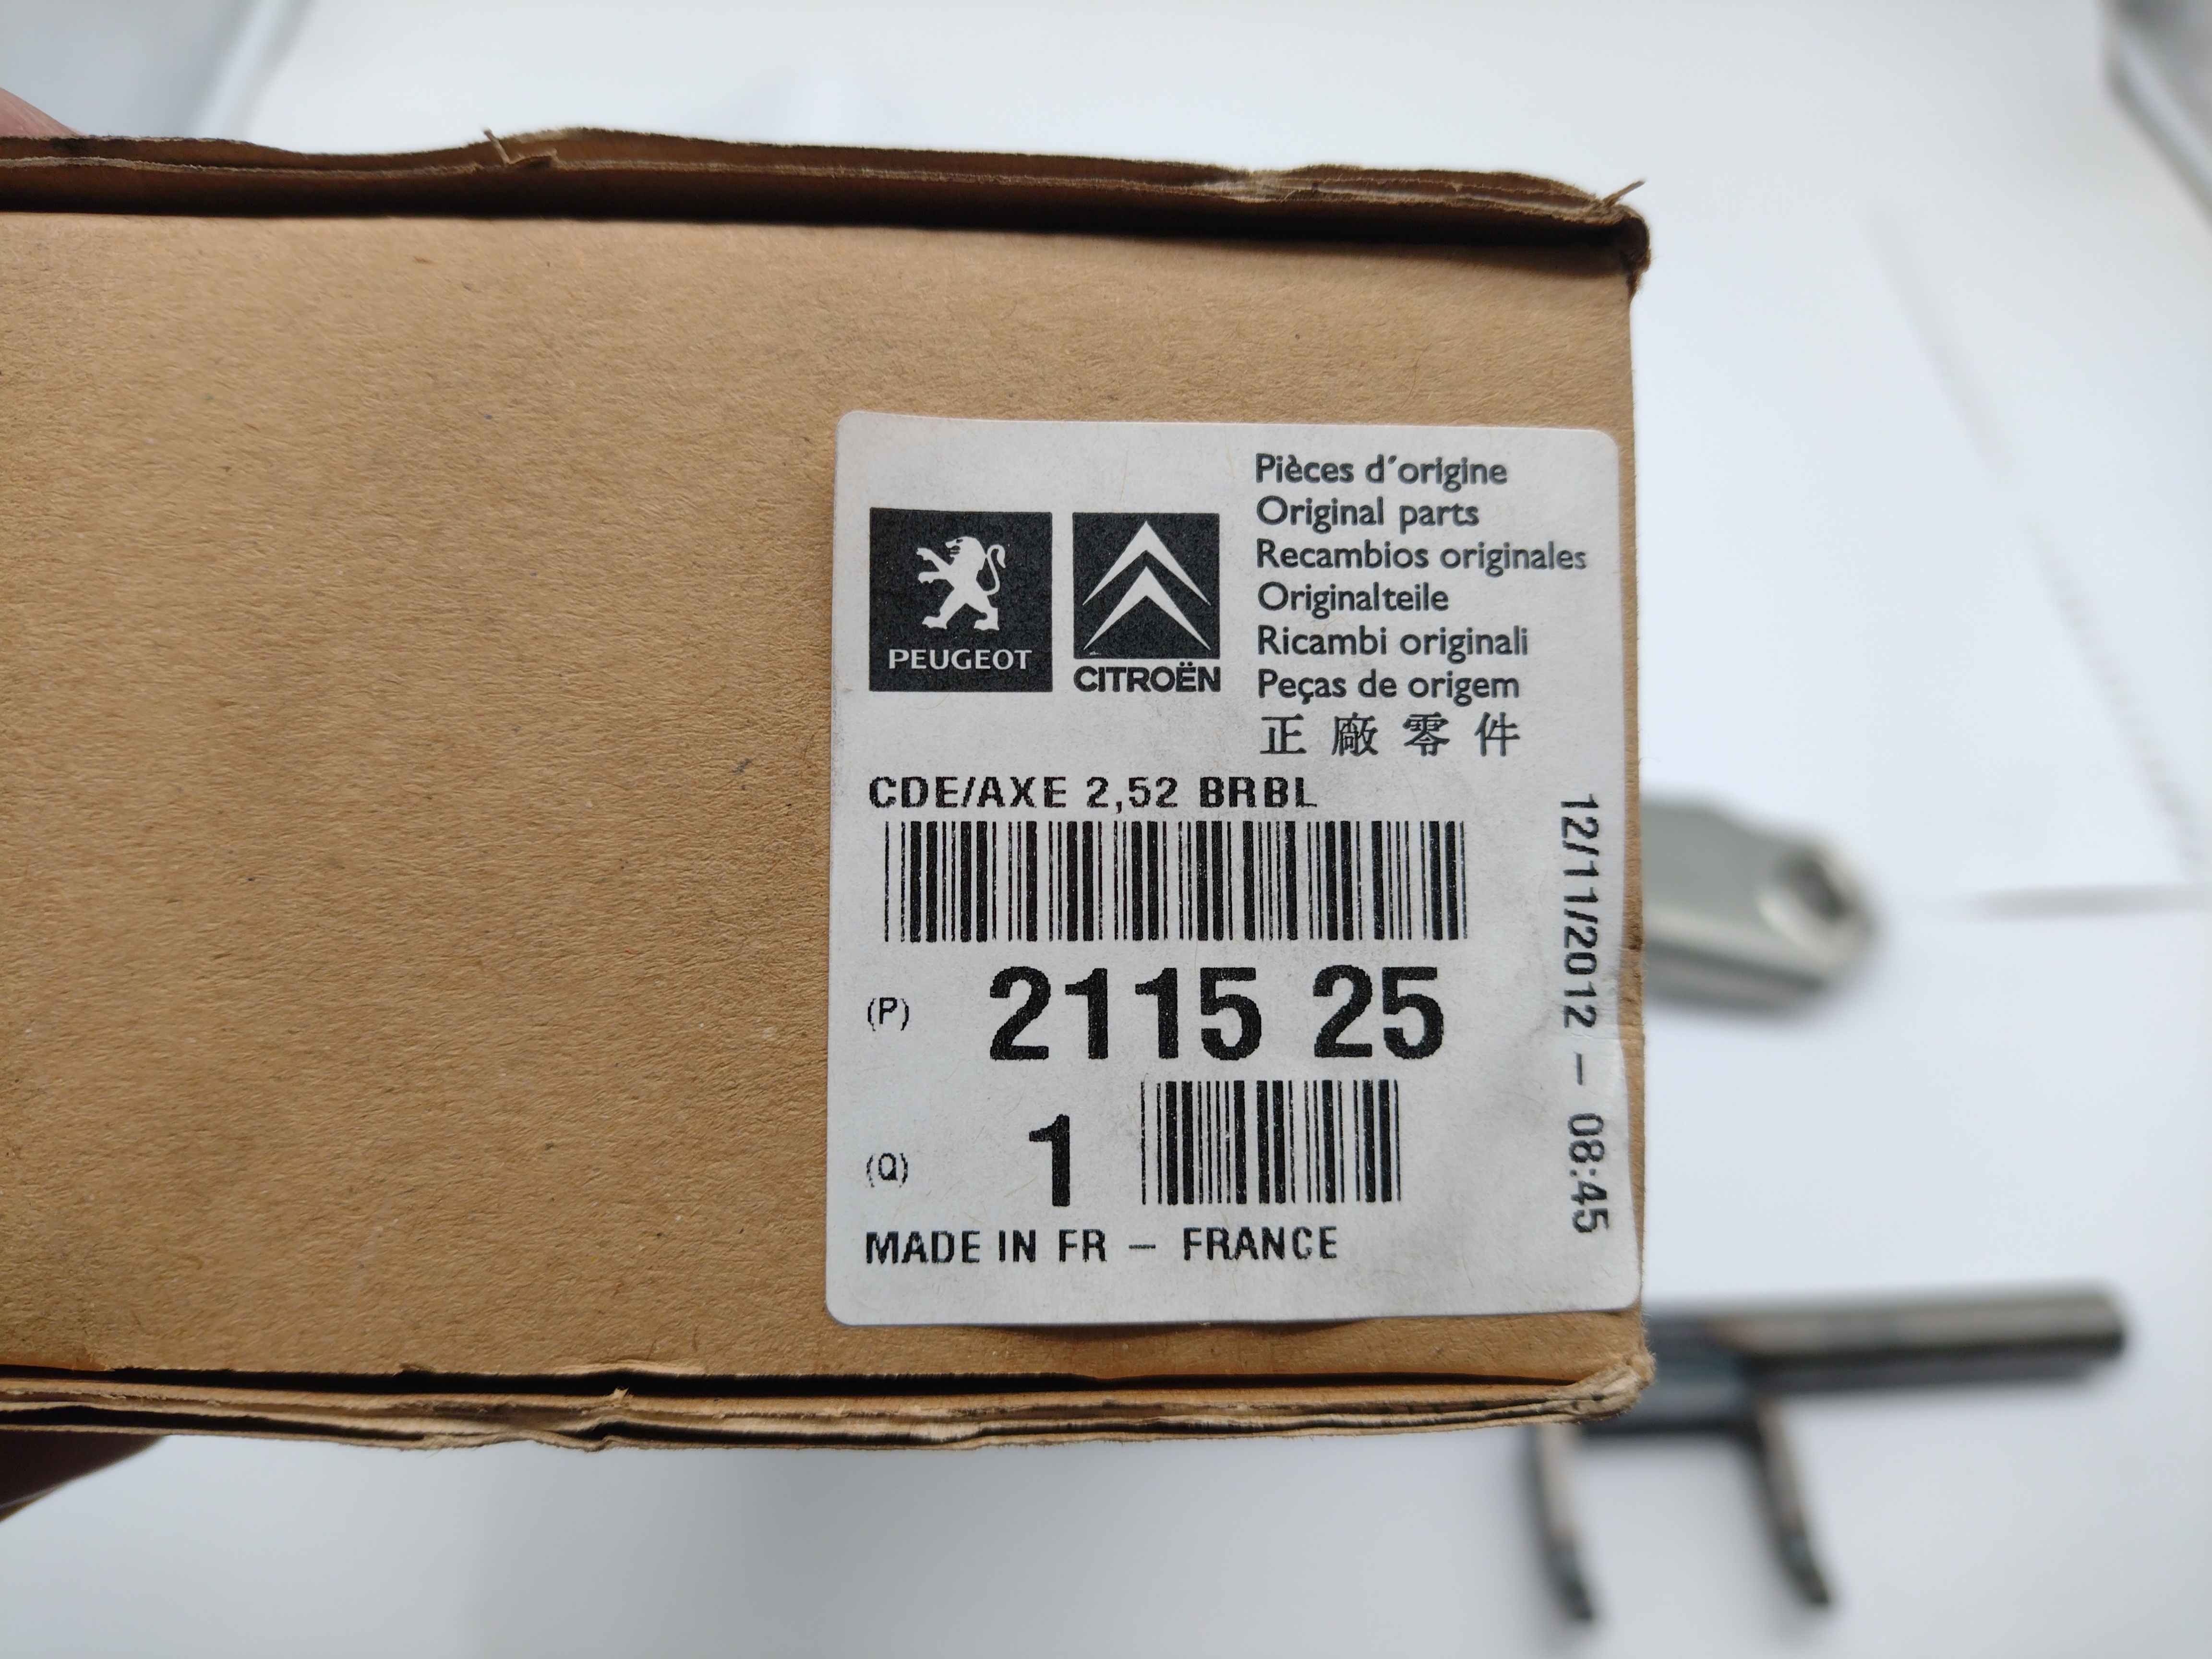 PEUGEOT
CITROËN
Pièces d´origine
Original parts
Recambios originales
Originalteile
Ricambi originali
Peças de origem
正廠零件
CDE/AXE 2,52 BRBL
(P) 2115 25
(Q) 1
MADE IN FR – FRANCE
12/11/2012 – 08:45